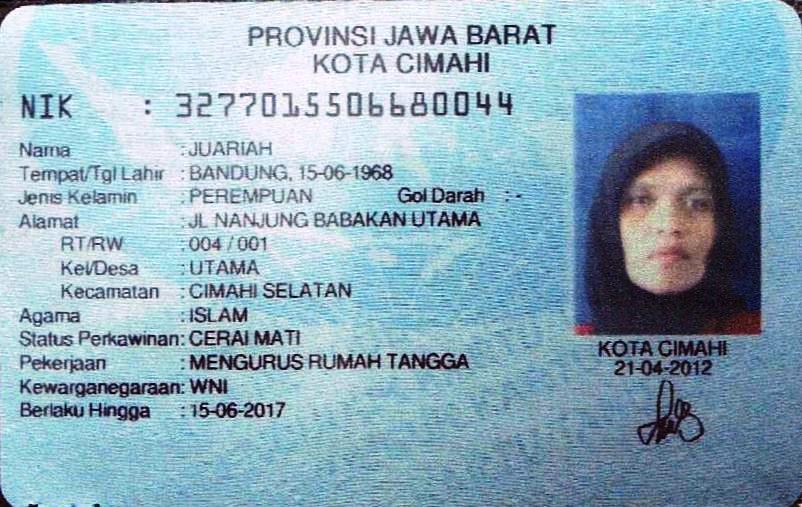 PROVINSI JAWA BARAT
KOTA CIMAHI
NIK : 3277015506680044
Nama : JUARIAH
Tempat/Tgl Lahir : BANDUNG, 15-06-1968
Jenis Kelamin : PEREMPUAN Gol Darah : -
Alamat : JL NANJUNG BABAKAN UTAMA
RT/RW : 004 / 001
Kel/Desa : UTAMA
Kecamatan : CIMAHI SELATAN
Agama : ISLAM
Status Perkawinan: CERAI MATI
Pekerjaan : MENGURUS RUMAH TANGGA
Kewarganegaraan: WNI
Berlaku Hingga : 15-06-2017
KOTA CIMAHI
21-04-2012